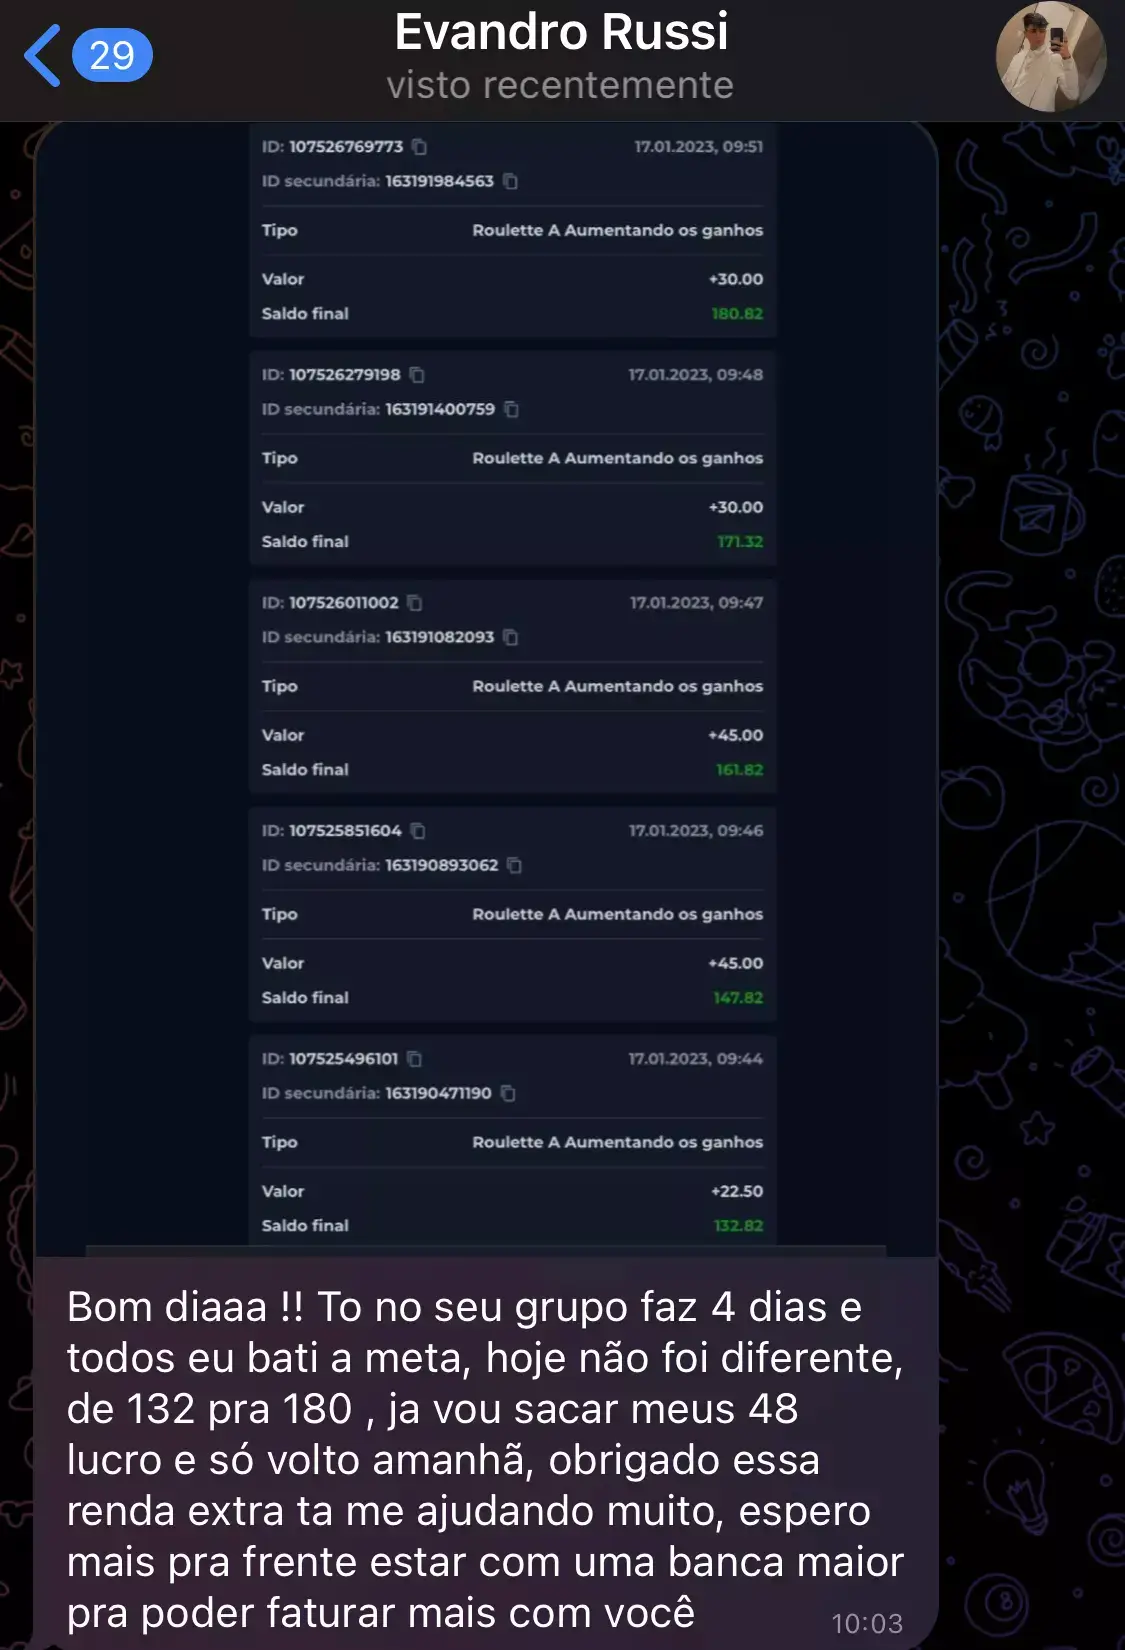 29
Evandro Russi
visto recentemente
ID: 107526769773 17.01.2023, 09:51
ID secundária: 163191984563
Tipo Roulette A Aumentando os ganhos
Valor +30.00
Saldo final 180.82
ID: 107526279198 17.01.2023, 09:48
ID secundária: 163191400759
Tipo Roulette A Aumentando os ganhos
Valor +30.00
Saldo final 171.32
ID: 107526011002 17.01.2023, 09:47
ID secundária: 163191082093
Tipo Roulette A Aumentando os ganhos
Valor +45.00
Saldo final 161.82
ID: 107525851604 17.01.2023, 09:46
ID secundária: 163190893062
Tipo Roulette A Aumentando os ganhos
Valor +45.00
Saldo final 147.82
ID: 107525496101 17.01.2023, 09:44
ID secundária: 163190471190
Tipo Roulette A Aumentando os ganhos
Valor +22.50
Saldo final 132.82
Bom diaaa !! To no seu grupo faz 4 dias e
todos eu bati a meta, hoje não foi diferente,
de 132 pra 180 , ja vou sacar meus 48
lucro e só volto amanhã, obrigado essa
renda extra ta me ajudando muito, espero
mais pra frente estar com uma banca maior
pra poder faturar mais com você
10:03